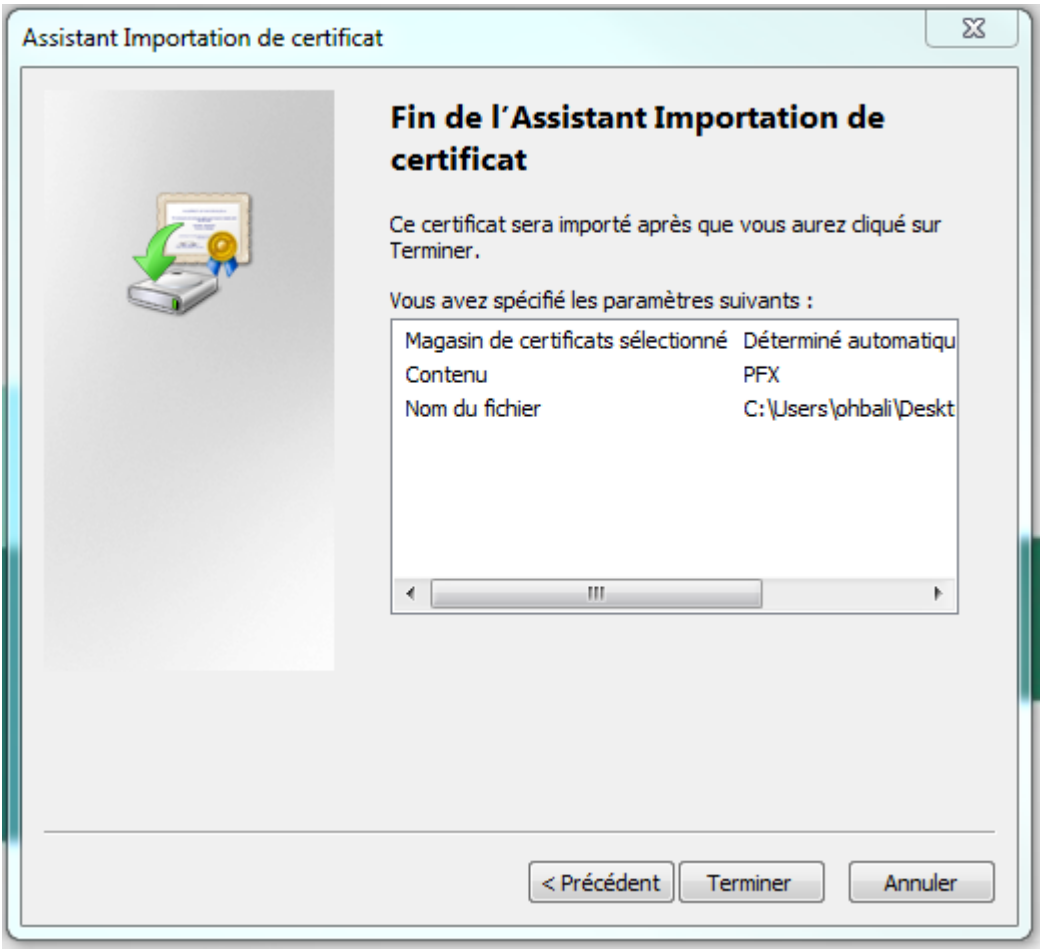 Assistant Importation de certificat
Fin de l'Assistant Importation de
certificat
Ce certificat sera importé après que vous aurez cliqué sur
Terminer.
Vous avez spécifié les paramètres suivants :
Magasin de certificats sélectionné Déterminé automatiqu
Contenu PFX
Nom du fichier C:\Users\ohbali\Deskt
< Précédent Terminer Annuler